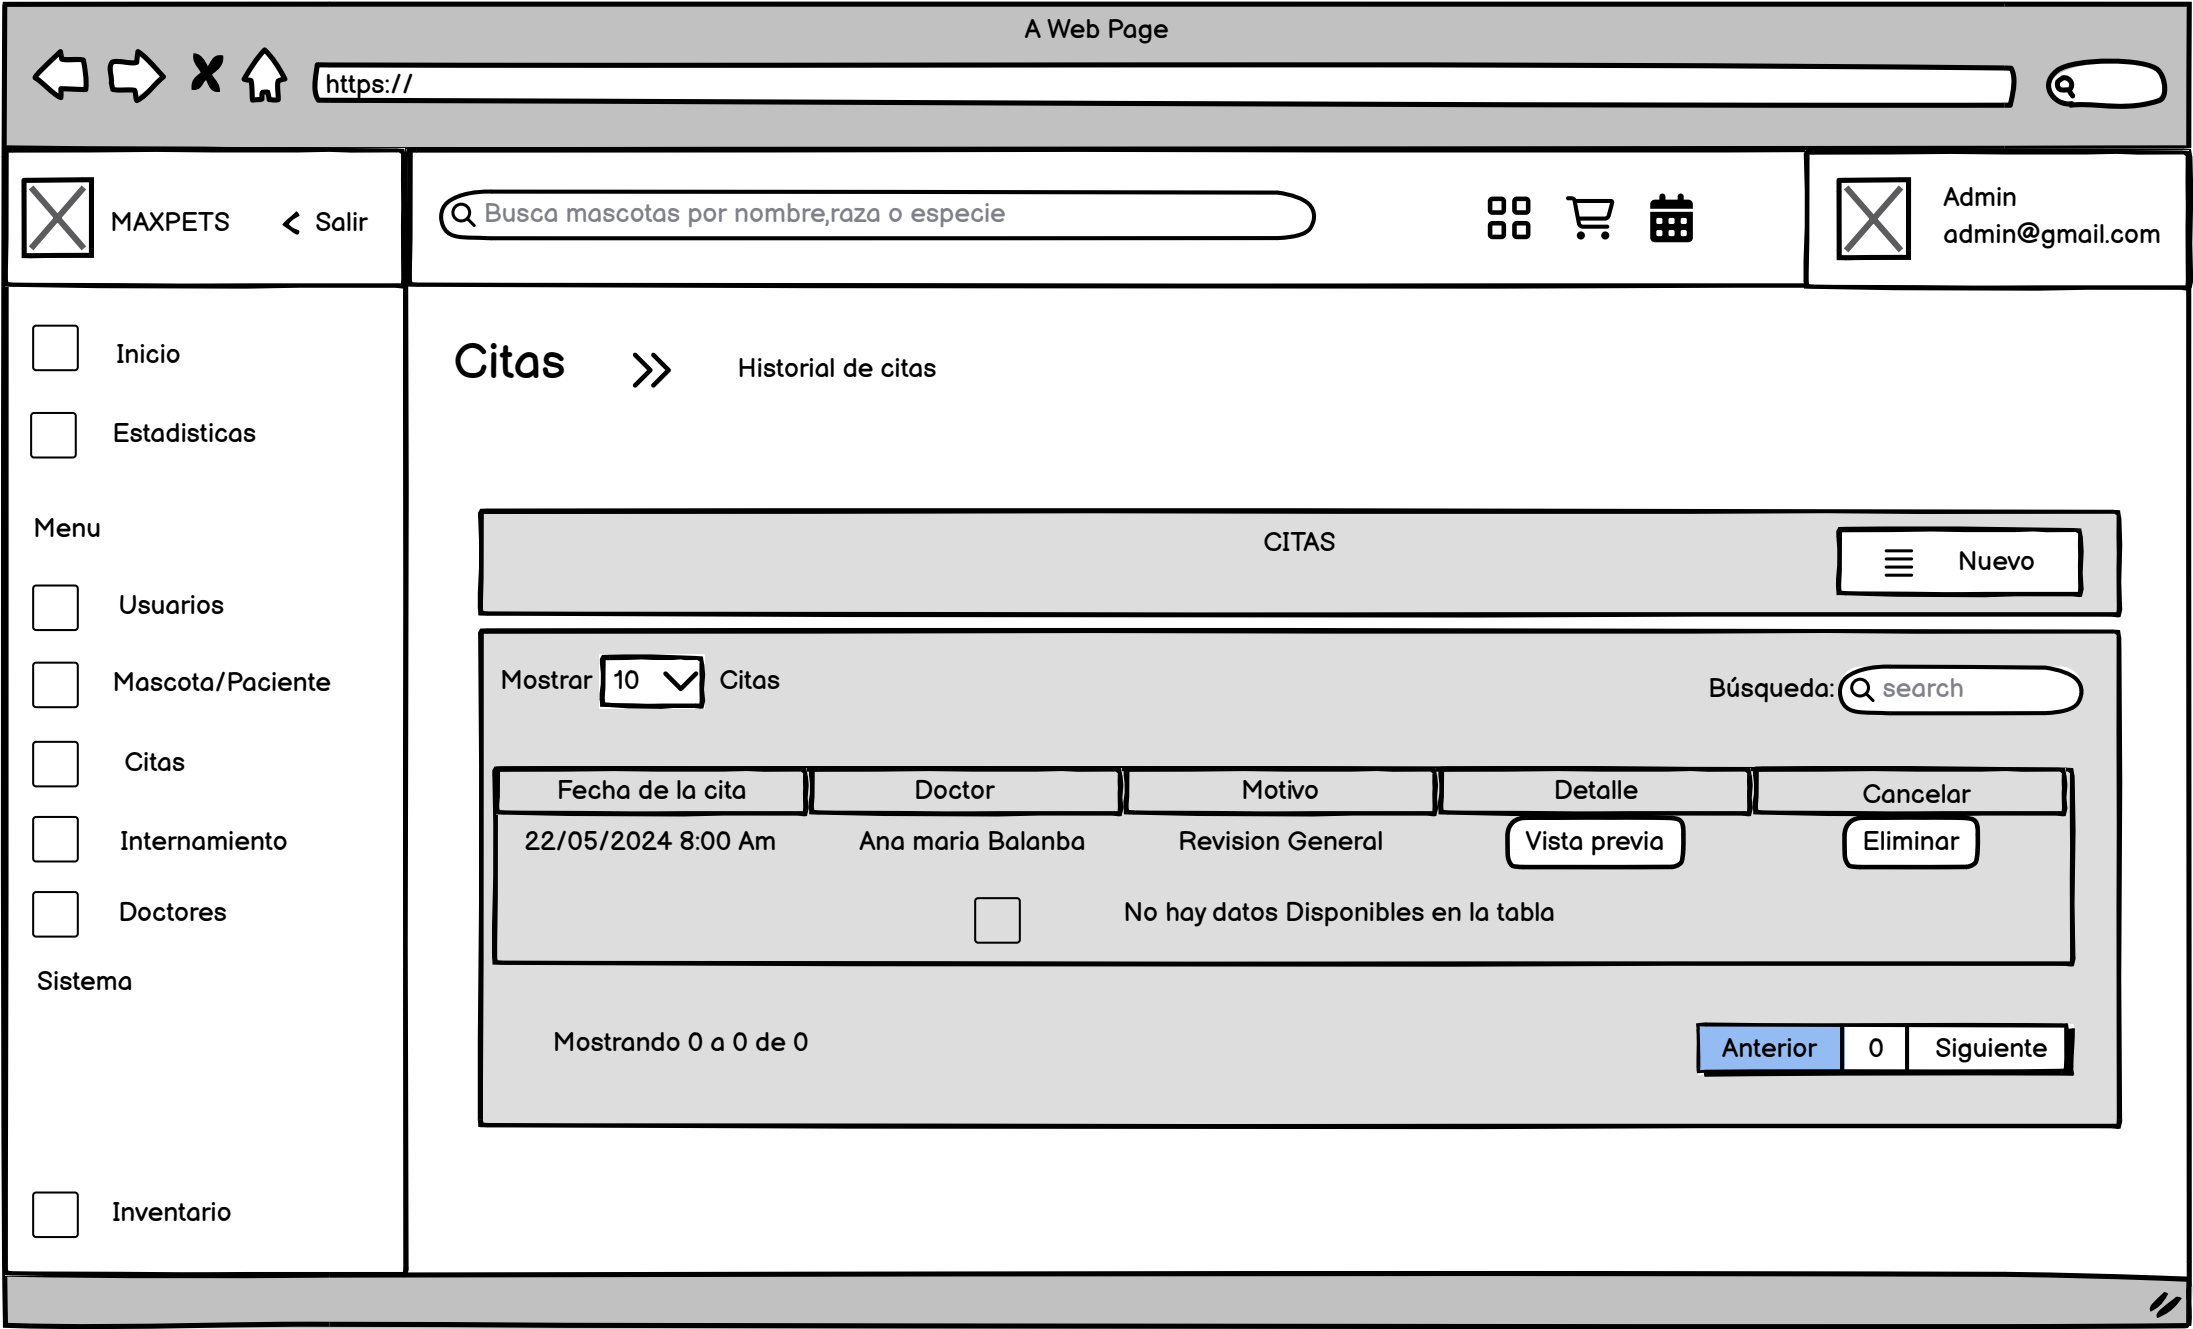 A Web Page
https://
MAXPETS
Salir
Busca mascotas por nombre,raza o especie
Admin
admin@gmail.com
Inicio
Estadisticas
Menu
Usuarios
Mascota/Paciente
Citas
Internamiento
Doctores
Sistema
Inventario
Citas
Historial de citas
CITAS
Nuevo
Mostrar 10 Citas
Búsqueda: search
Fecha de la cita Doctor Motivo Detalle Cancelar
22/05/2024 8:00 Am Ana maria Balanba Revision General Vista previa Eliminar
No hay datos Disponibles en la tabla
Mostrando 0 a 0 de 0
Anterior 0 Siguiente